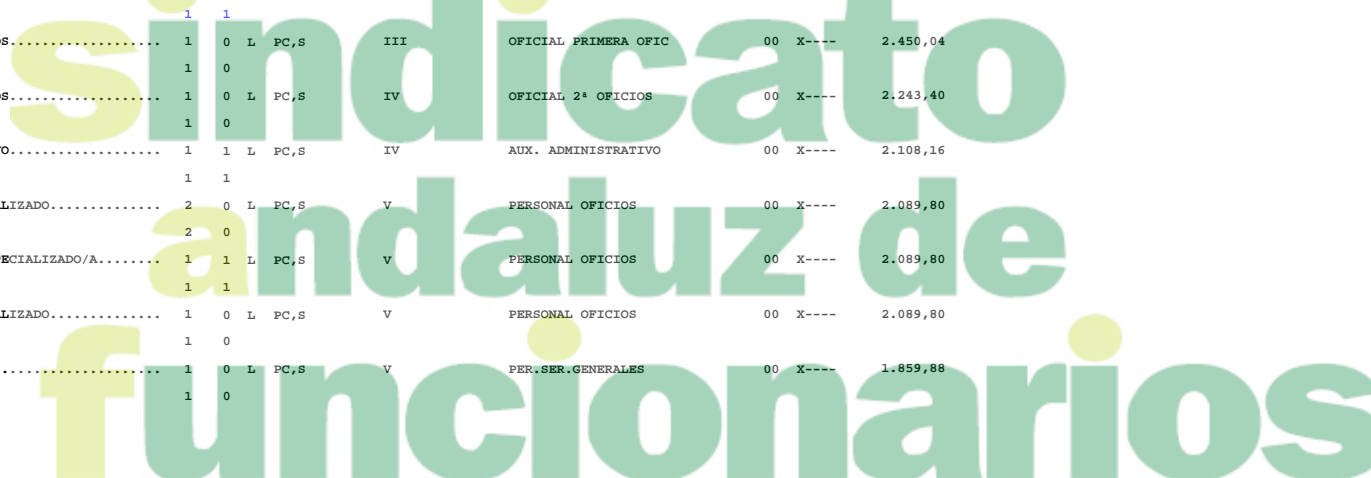 1 1
OS................... 1 0 L PC,S III OFICIAL PRIMERA OFIC 00 X---- 2.450,04
1 0
OS................... 1 0 L PC,S IV OFICIAL 2ª OFICIOS 00 X---- 2.243,40
1 0
VO................... 1 1 L PC,S IV AUX. ADMINISTRATIVO 00 X---- 2.108,16
1 1
ALIZADO.............. 2 0 L PC,S V PERSONAL OFICIOS 00 X---- 2.089,80
2 0
PECIALIZADO/A........ 1 1 L PC,S V PERSONAL OFICIOS 00 X---- 2.089,80
1 1
ALIZADO.............. 1 0 L PC,S V PERSONAL OFICIOS 00 X---- 2.089,80
1 0
.................... 1 0 L PC,S V PER.SER.GENERALES 00 X---- 1.859,88
1 0
sindicato
andaluz de
funcionarios